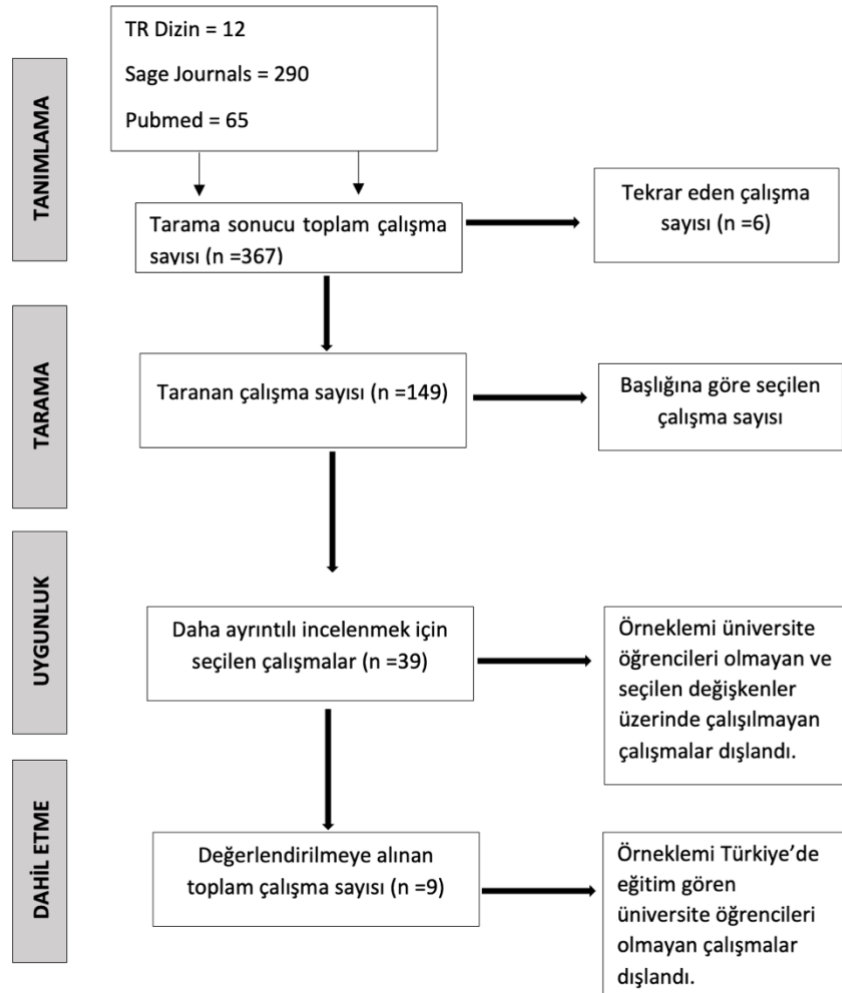 TR Dizin = 12
Sage Journals = 290
Pubmed = 65
TANIMLAMA
Tarama sonucu toplam çalışma
sayısı (n =367)
Tekrar eden çalışma
sayısı (n =6)
TARAMA
Taranan çalışma sayısı (n =149)
Başlığına göre seçilen
çalışma sayısı
UYGUNLUK
Daha ayrıntılı incelenmek için
seçilen çalışmalar (n =39)
Örneklemi üniversite
öğrencileri olmayan ve
seçilen değişkenler
üzerinde çalışılmayan
çalışmalar dışlandı.
DAHİL ETME
Değerlendirilmeye alınan
toplam çalışma sayısı (n =9)
Örneklemi Türkiye’de
eğitim gören
üniversite öğrencileri
olmayan çalışmalar
dışlandı.